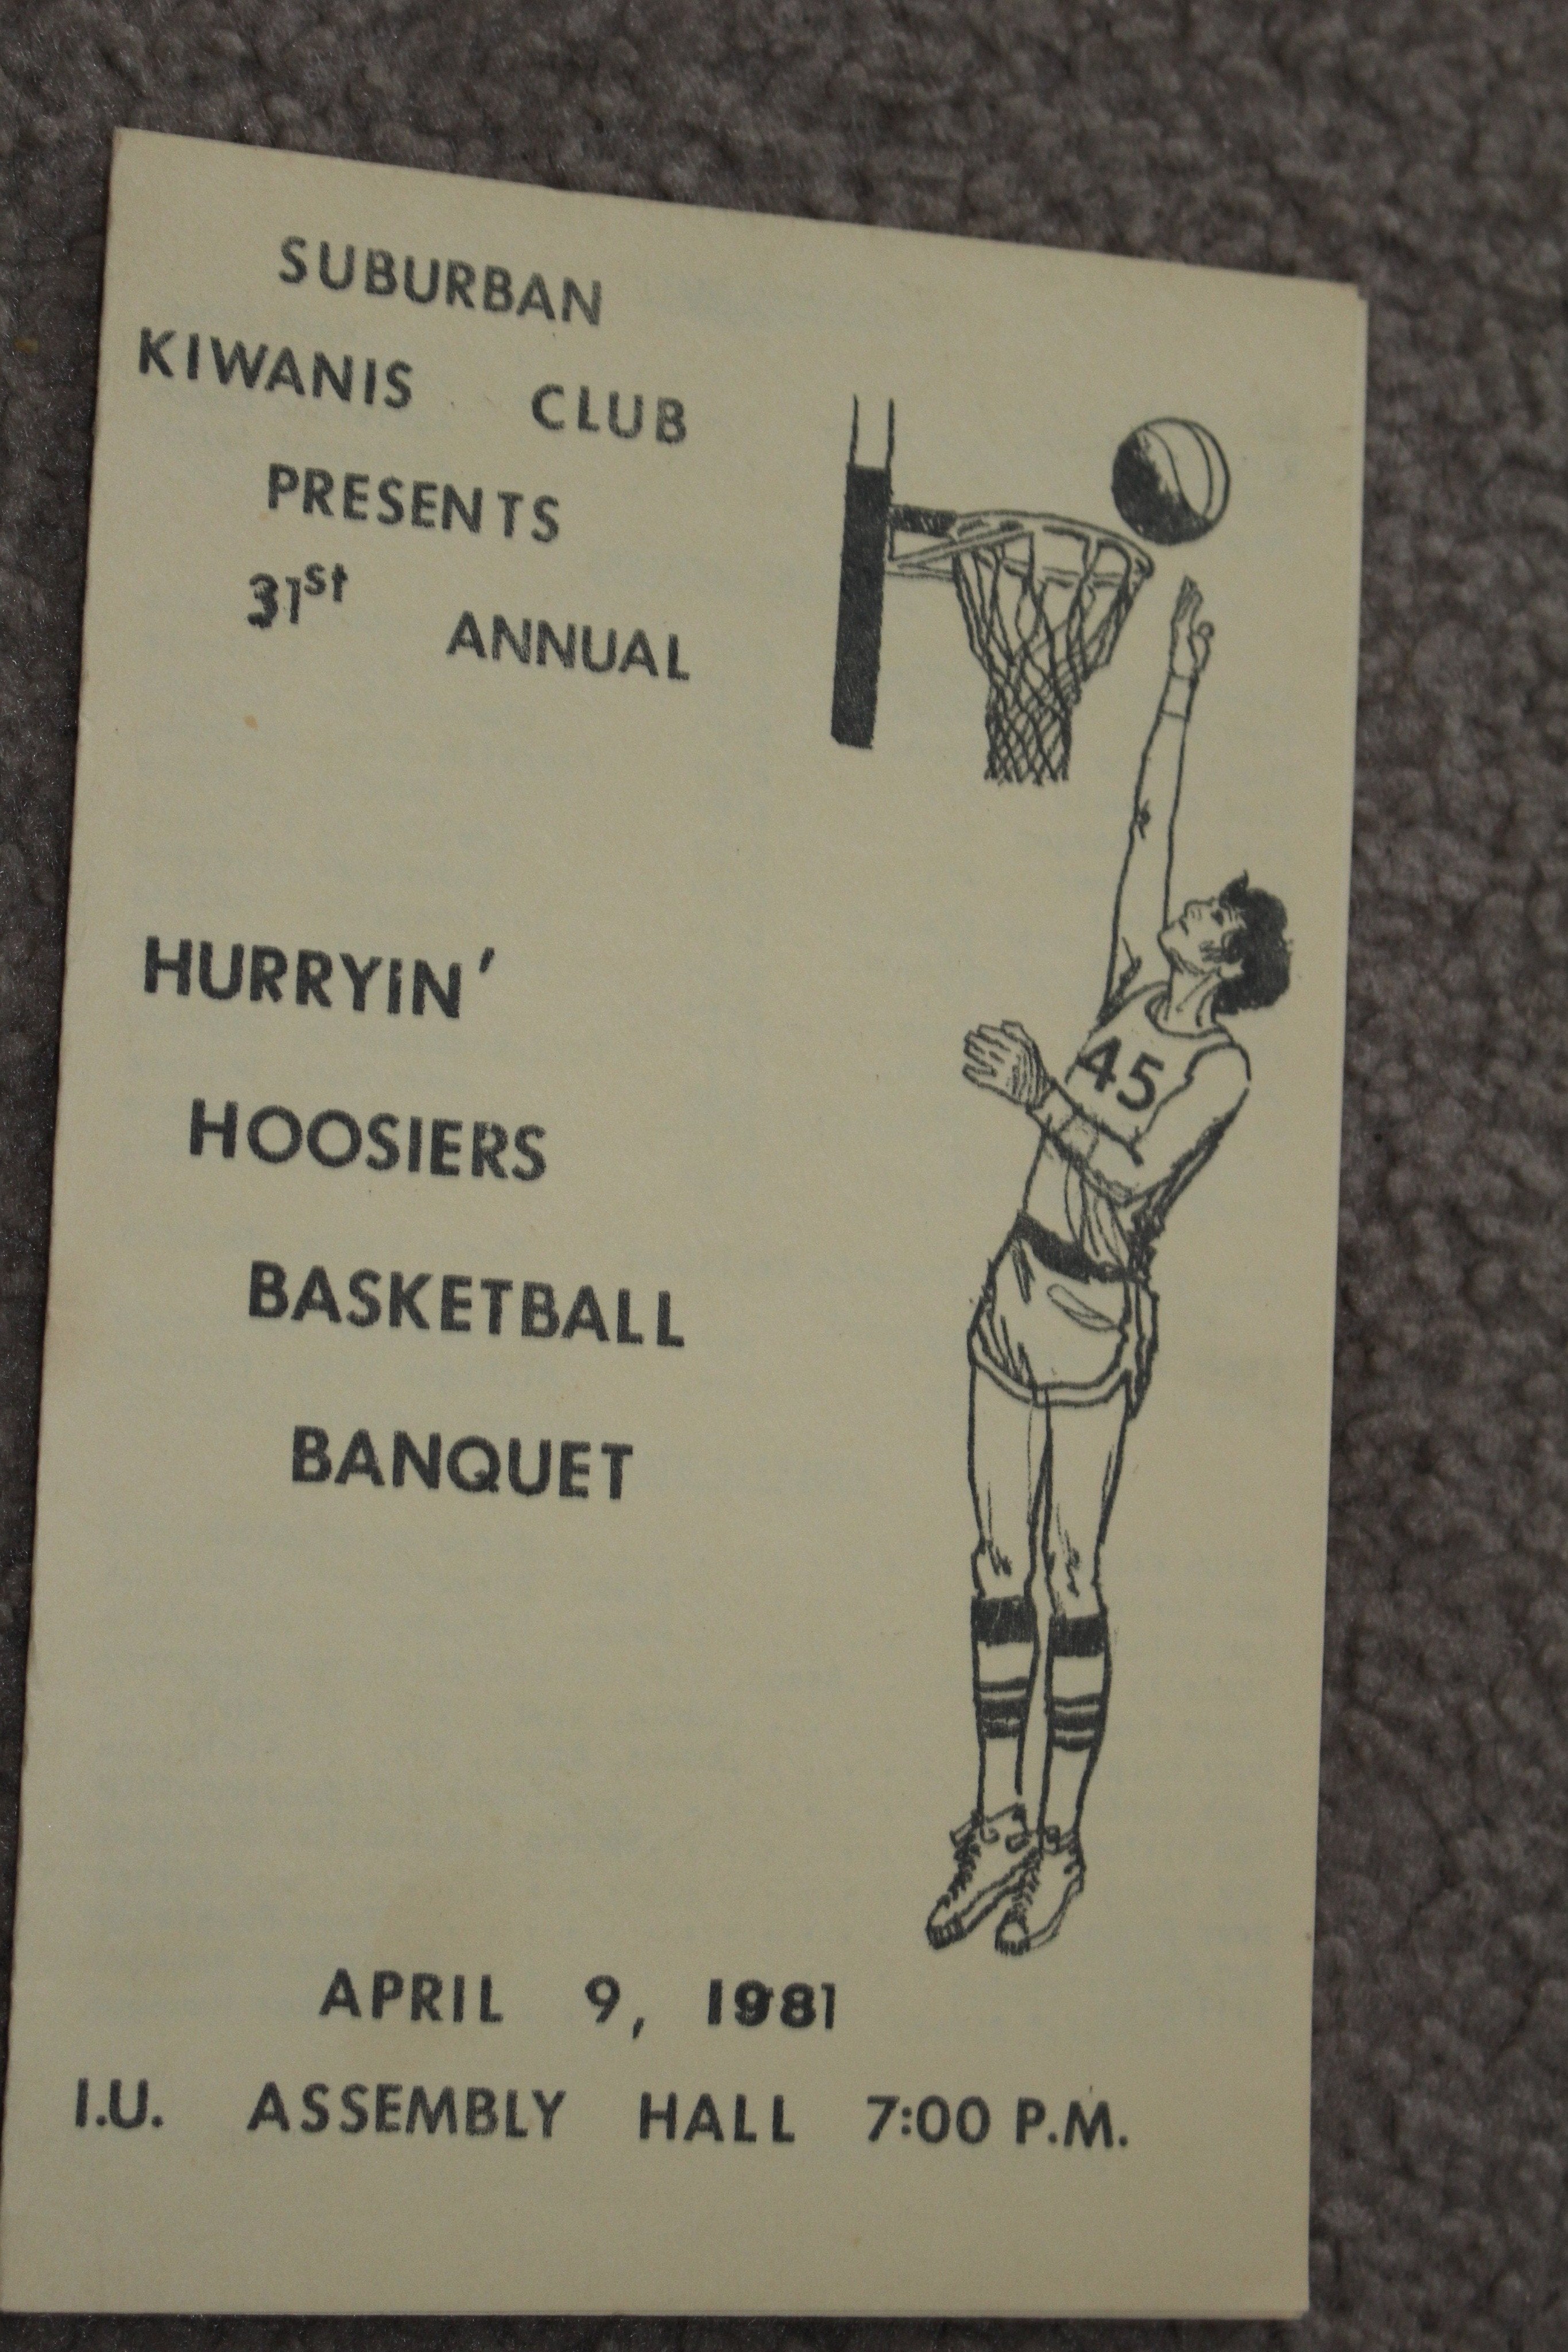 SUBURBAN
KIWANIS CLUB
PRESENTS
31st ANNUAL
HURRYIN'
HOOSIERS
BASKETBALL
BANQUET
45
APRIL 9, 1981
I.U. ASSEMBLY HALL 7:00 P.M.